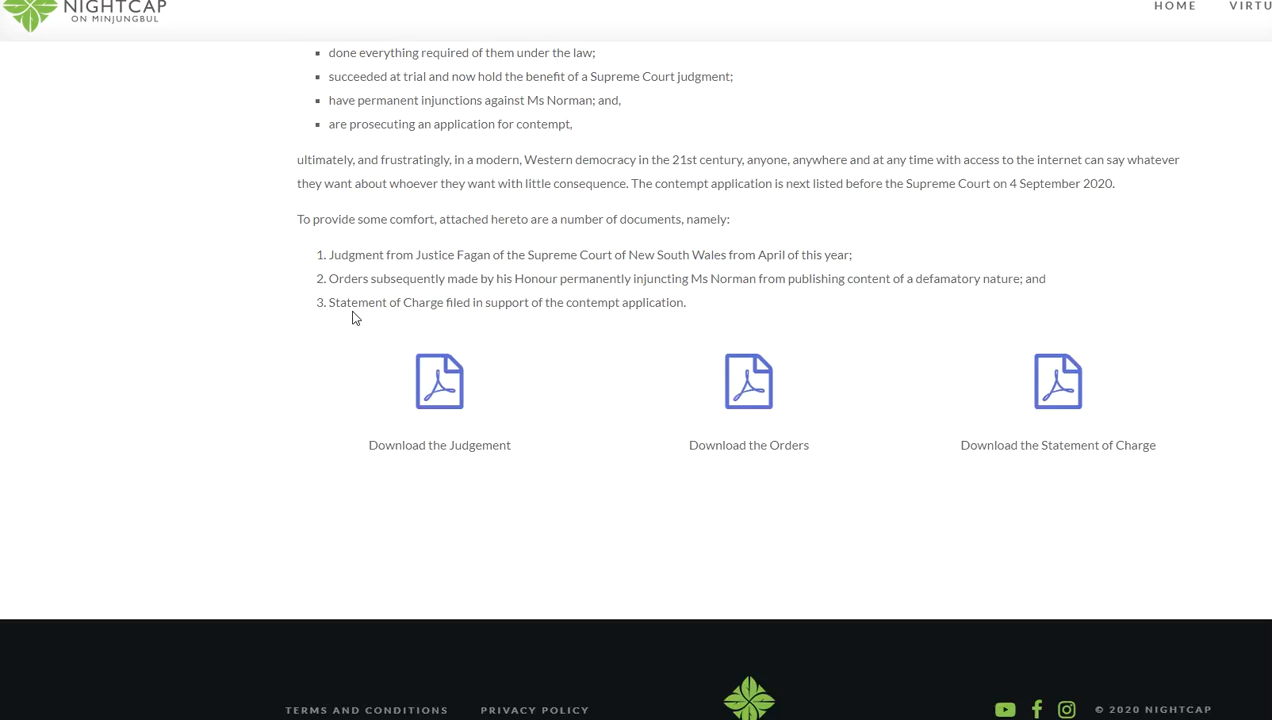 NIGHTCAP
ON MINJUNGBUL
HOME VIRTU
▪ done everything required of them under the law;
▪ succeeded at trial and now hold the benefit of a Supreme Court judgment;
▪ have permanent injunctions against Ms Norman; and,
▪ are prosecuting an application for contempt,
ultimately, and frustratingly, in a modern, Western democracy in the 21st century, anyone, anywhere and at any time with access to the internet can say whatever
they want about whoever they want with little consequence. The contempt application is next listed before the Supreme Court on 4 September 2020.
To provide some comfort, attached hereto are a number of documents, namely:
1. Judgment from Justice Fagan of the Supreme Court of New South Wales from April of this year;
2. Orders subsequently made by his Honour permanently injuncting Ms Norman from publishing content of a defamatory nature; and
3. Statement of Charge filed in support of the contempt application.
Download the Judgement
Download the Orders
Download the Statement of Charge
TERMS AND CONDITIONS PRIVACY POLICY © 2020 NIGHTCAP